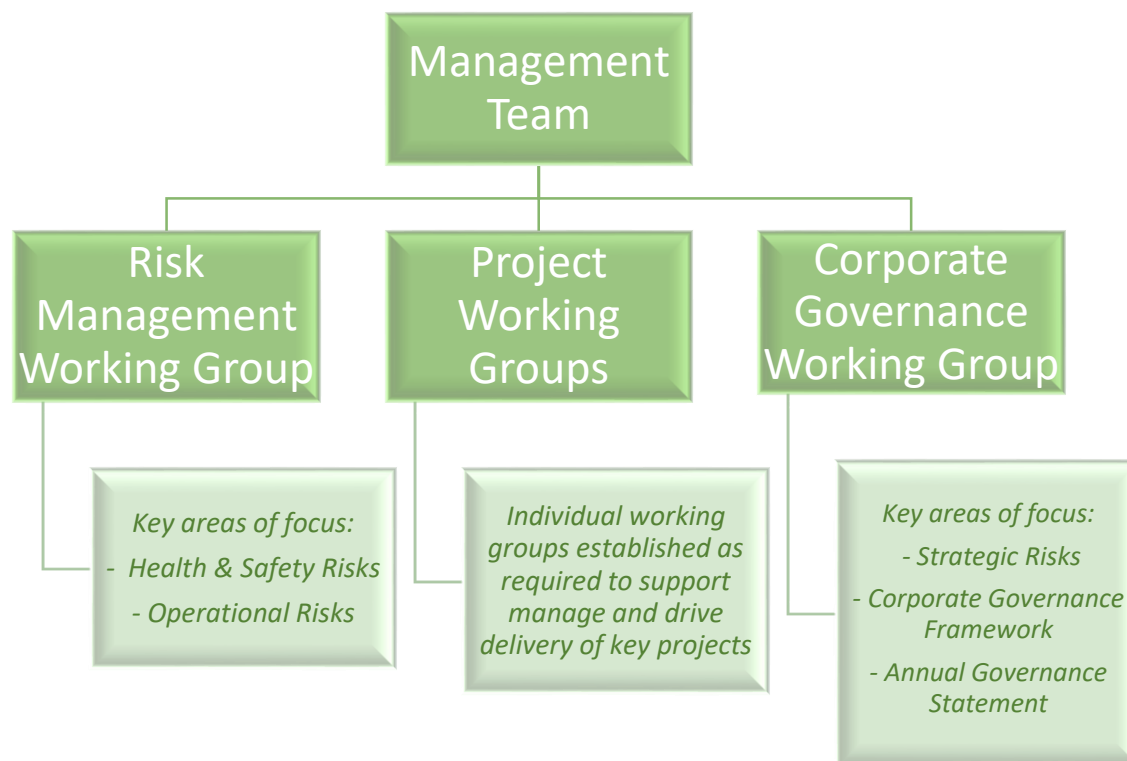 Management
Team
Risk
Management
Working Group
Project
Working
Groups
Corporate
Governance
Working Group
Key areas of focus:
- Health & Safety Risks
- Operational Risks
Individual working
groups established as
required to support
manage and drive
delivery of key projects
Key areas of focus:
- Strategic Risks
- Corporate Governance
Framework
- Annual Governance
Statement